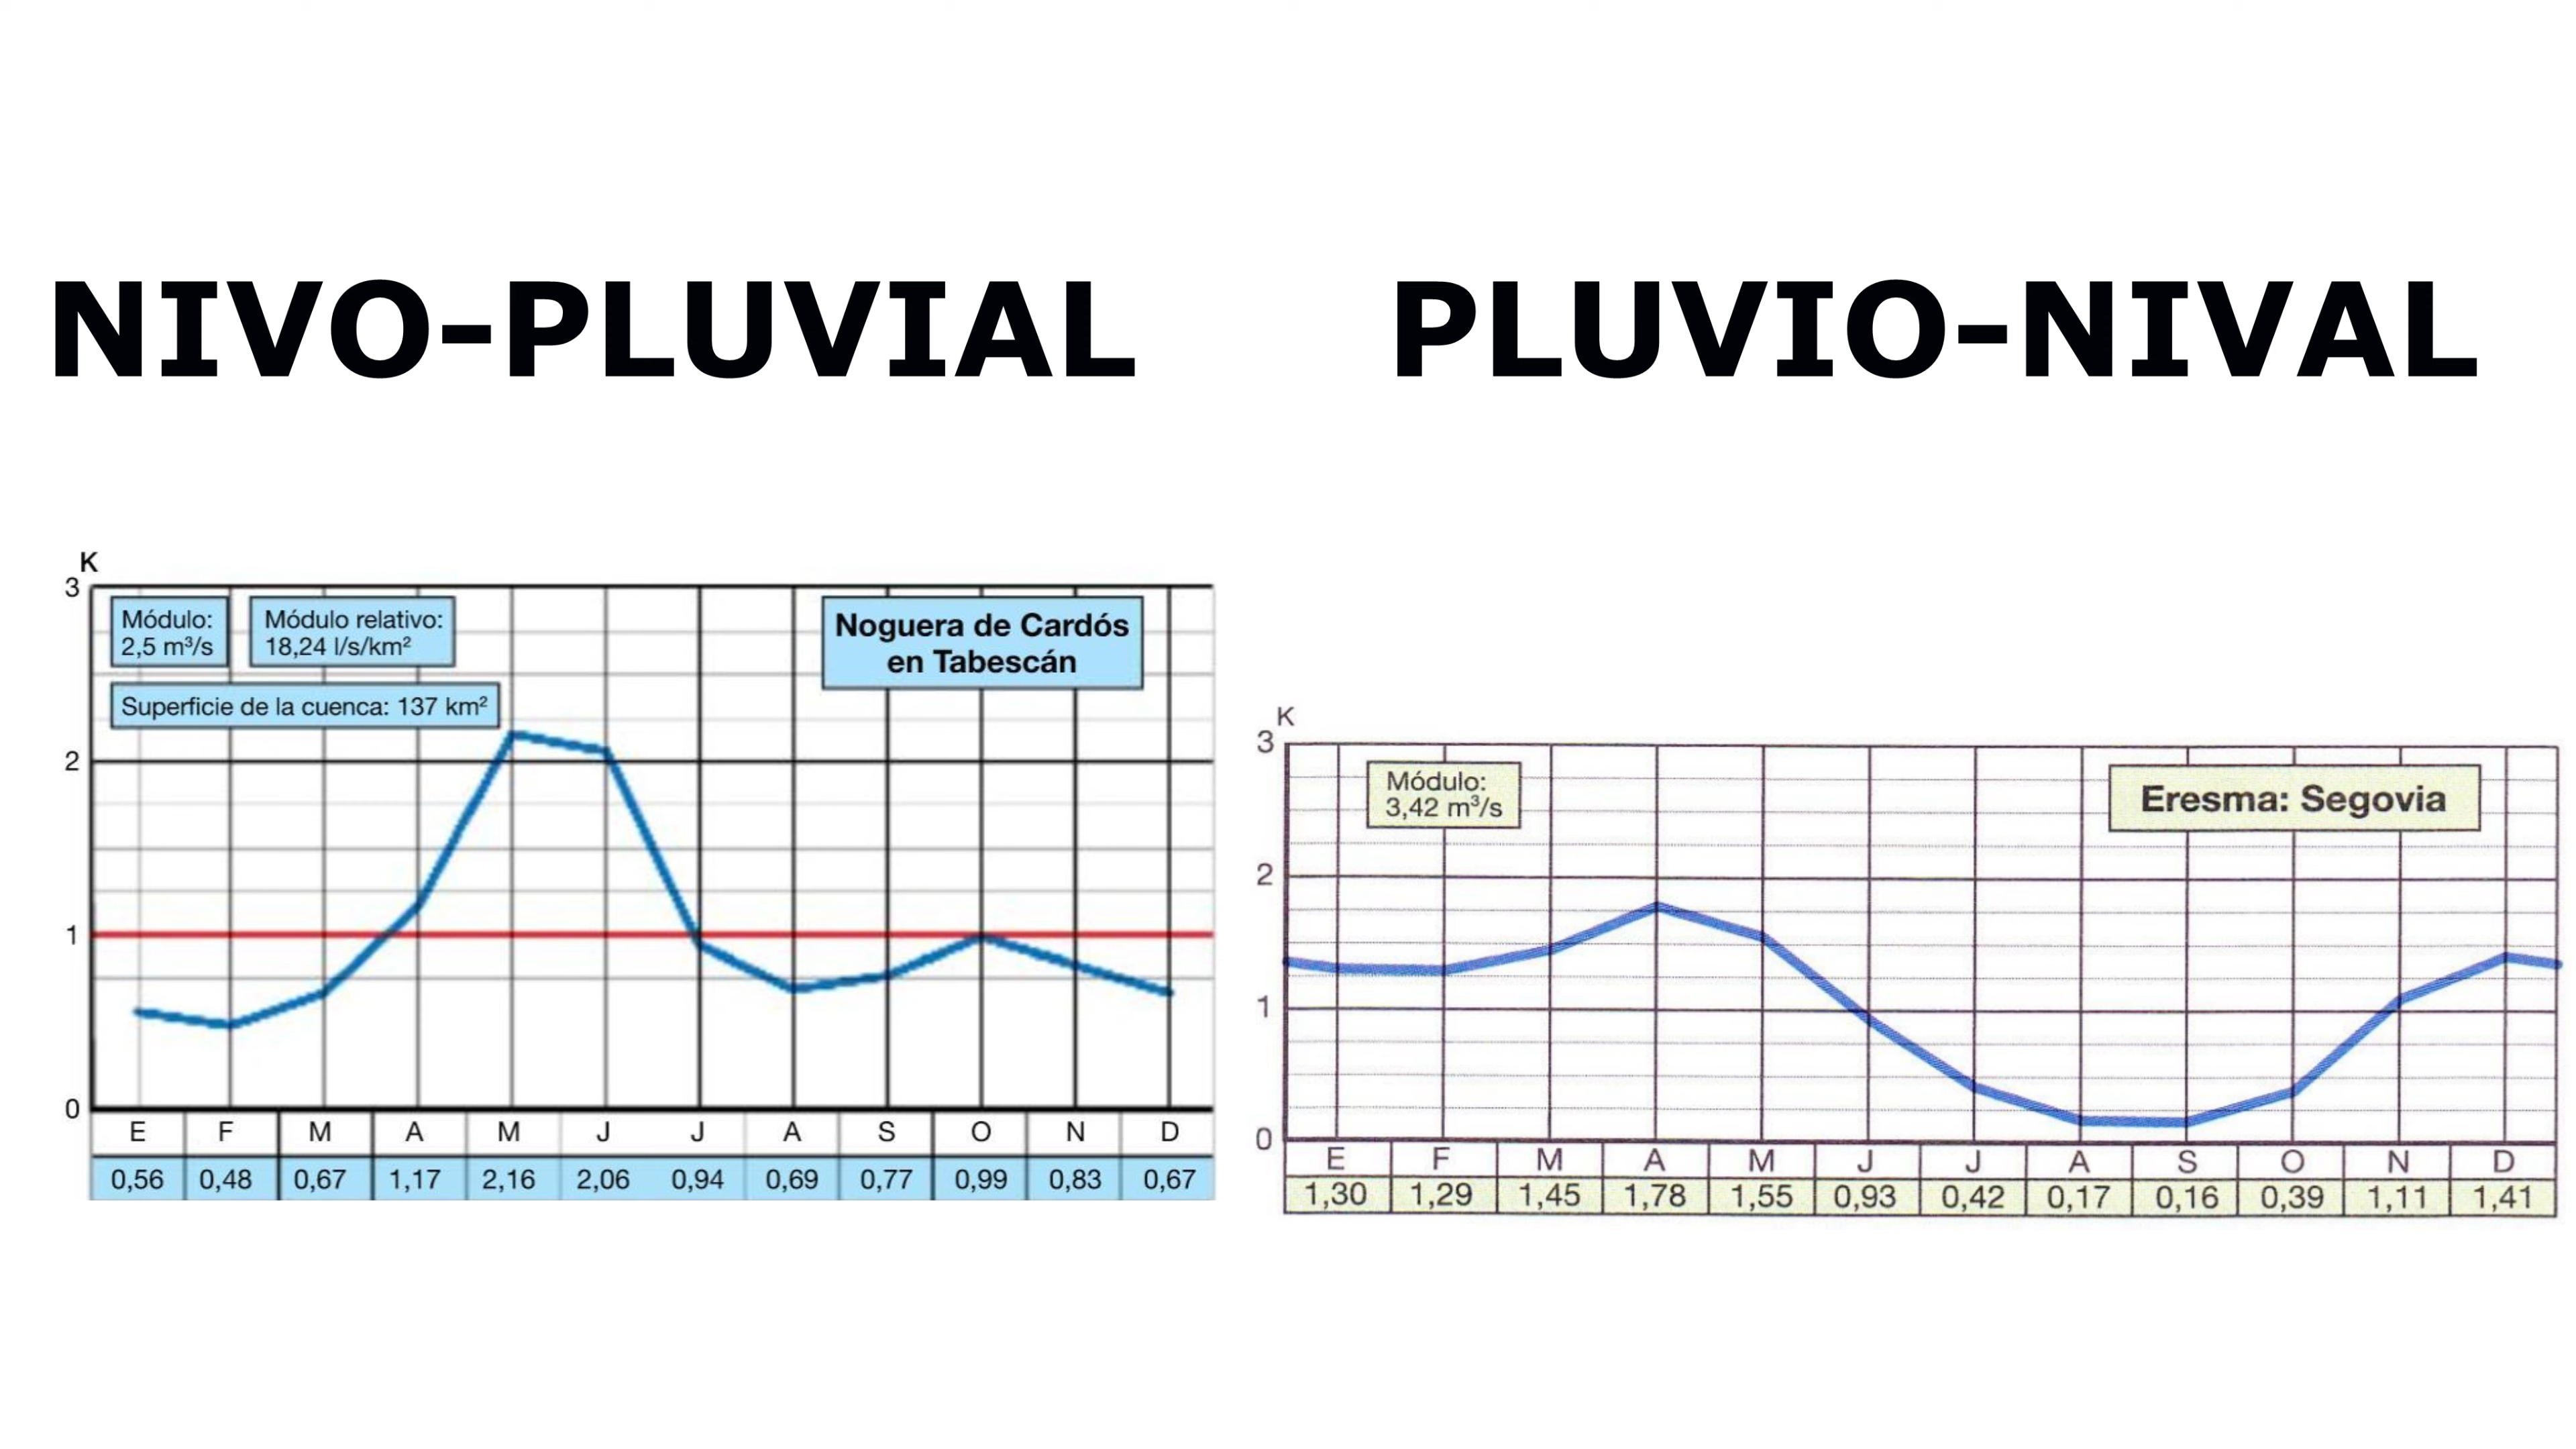 NIVO-PLUVIAL
PLUVIO-NIVAL
K
3
2
1
0
Módulo:
2,5 m³/s
Módulo relativo:
18,24 l/s/km²
Superficie de la cuenca: 137 km²
Noguera de Cardós
en Tabescán
E F M A M J J A S O N D
0,56 0,48 0,67 1,17 2,16 2,06 0,94 0,69 0,77 0,99 0,83 0,67
K
3
2
1
0
Módulo:
3,42 m³/s
Eresma: Segovia
E F M A M J J A S O N D
1,30 1,29 1,45 1,78 1,55 0,93 0,42 0,17 0,16 0,39 1,11 1,41